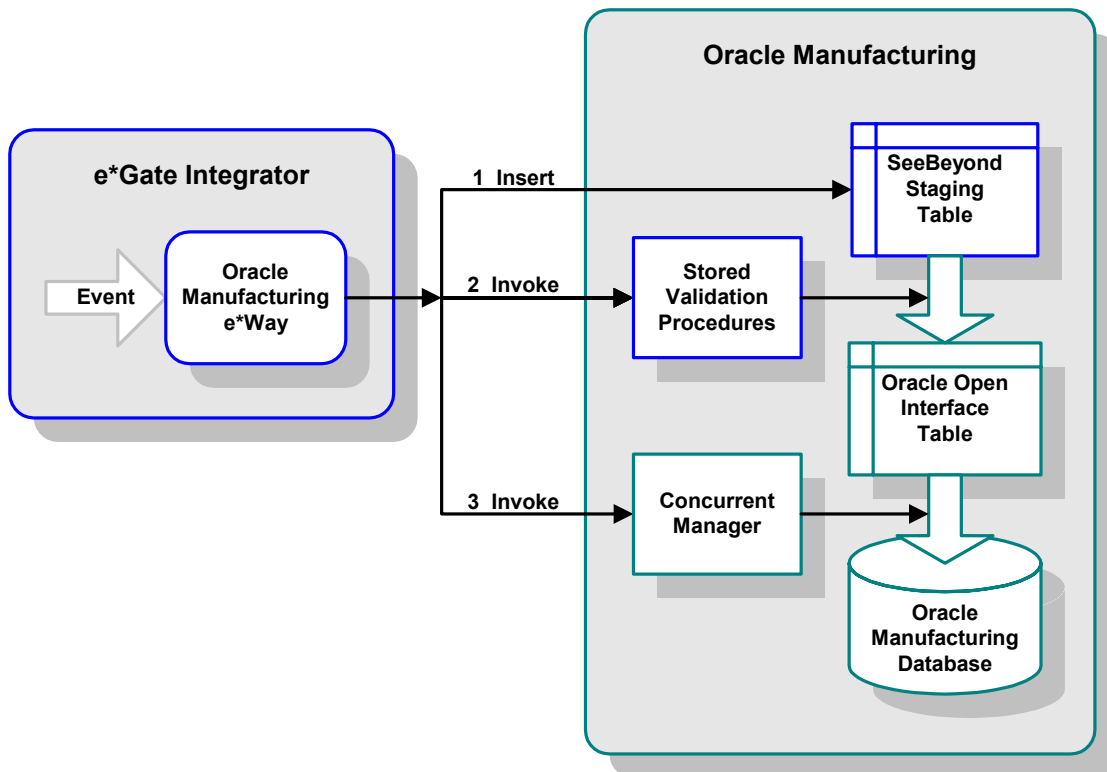 Oracle Manufacturing
e*Gate Integrator
Event
Oracle
Manufacturing
e*Way
1 Insert
2 Invoke
3 Invoke
SeeBeyond
Staging
Table
Stored
Validation
Procedures
Oracle Open
Interface
Table
Concurrent
Manager
Oracle
Manufacturing
Database